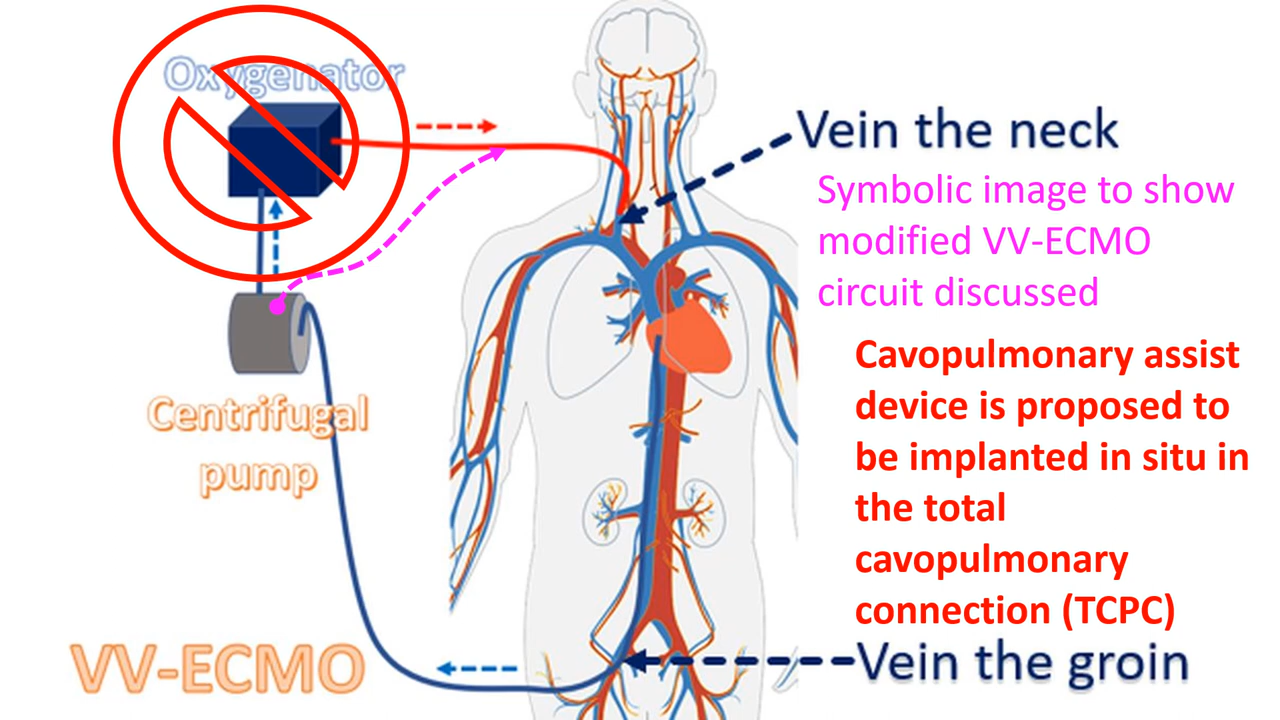 Oxygenator
Vein the neck
Symbolic image to show
modified VV-ECMO
circuit discussed
Cavopulmonary assist
device is proposed to
be implanted in situ in
the total
cavopulmonary
connection (TCPC)
Centrifugal
pump
VV-ECMO
Vein the groin